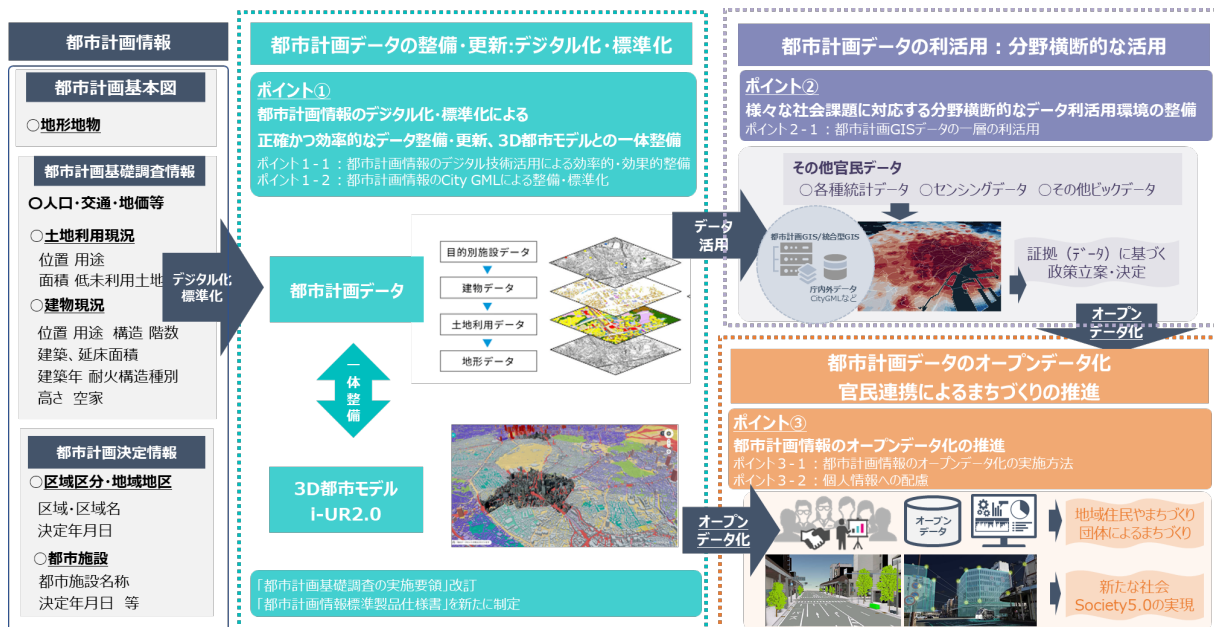 都市計画情報
都市計画基本図
○地形地物
都市計画基礎調査情報
○人口・交通・地価等
○土地利用現況
位置 用途
面積 低未利用土地
○建物現況
位置 用途 構造 階数
建築、延床面積
建築年 耐火構造種別
高さ 空家
都市計画決定情報
○区域区分・地域地区
区域・区域名
決定年月日
○都市施設
都市施設名称
決定年月日 等
デジタル化
標準化
都市計画データの整備・更新:デジタル化・標準化
ポイント①
都市計画情報のデジタル化・標準化による
正確かつ効率的なデータ整備・更新、3D都市モデルとの一体整備
ポイント1-1：都市計画情報のデジタル技術活用による効率的・効果的整備
ポイント1-2：都市計画情報のCity GMLによる整備・標準化
都市計画データ
目的別施設データ
建物データ
土地利用データ
地形データ
一体整備
3D都市モデル
i-UR2.0
「都市計画基礎調査の実施要領」改訂
「都市計画情報標準製品仕様書」を新たに制定
データ
活用
オープン
データ化
都市計画データの利活用：分野横断的な活用
ポイント②
様々な社会課題に対応する分野横断的なデータ利活用環境の整備
ポイント2-1：都市計画GISデータの一層の利活用
その他官民データ
○各種統計データ ○センシングデータ ○その他ビックデータ
都市計画GIS/統合型GIS
庁内外データ
CityGMLなど
証拠（ﾃﾞｰﾀ）に基づく
政策立案・決定
オープン
データ化
都市計画データのオープンデータ化
官民連携によるまちづくりの推進
ポイント③
都市計画情報のオープンデータ化の推進
ポイント3-1：都市計画情報のオープンデータ化の実施方法
ポイント3-2：個人情報への配慮
オープン
データ
地域住民やまちづくり
団体によるまちづくり
新たな社会
Society5.0の実現